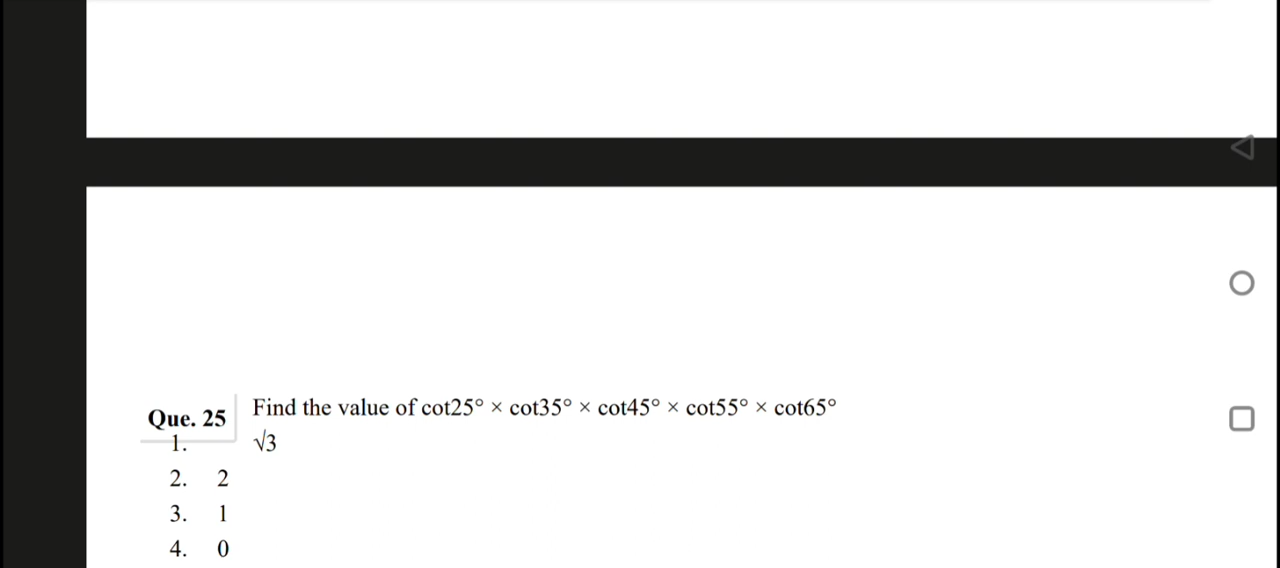 Que. 25 Find the value of cot25° × cot35° × cot45° × cot55° × cot65°
1. √3
2. 2
3. 1
4. 0